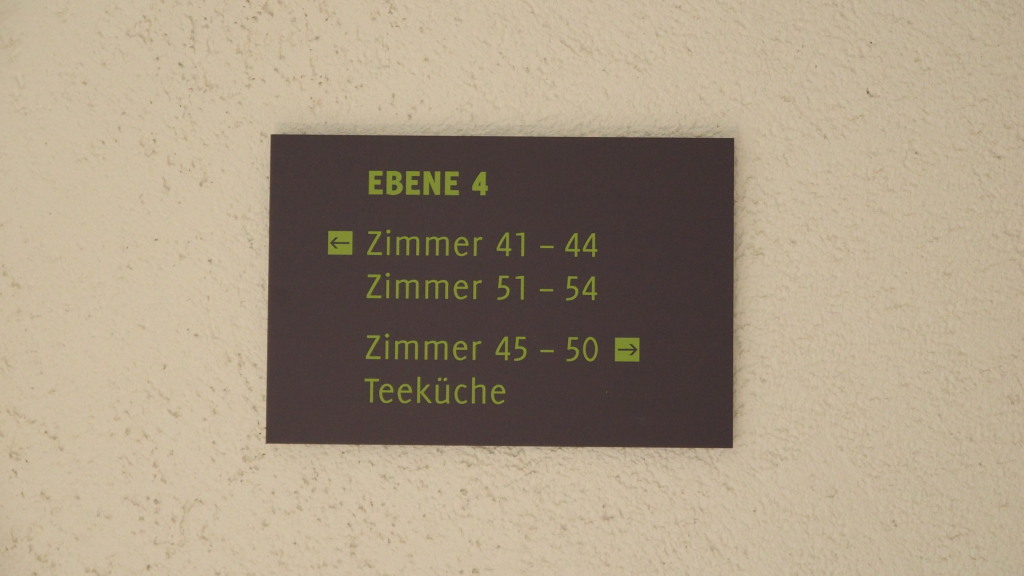 EBENE 4
← Zimmer 41 – 44
Zimmer 51 – 54
Zimmer 45 – 50 →
Teeküche